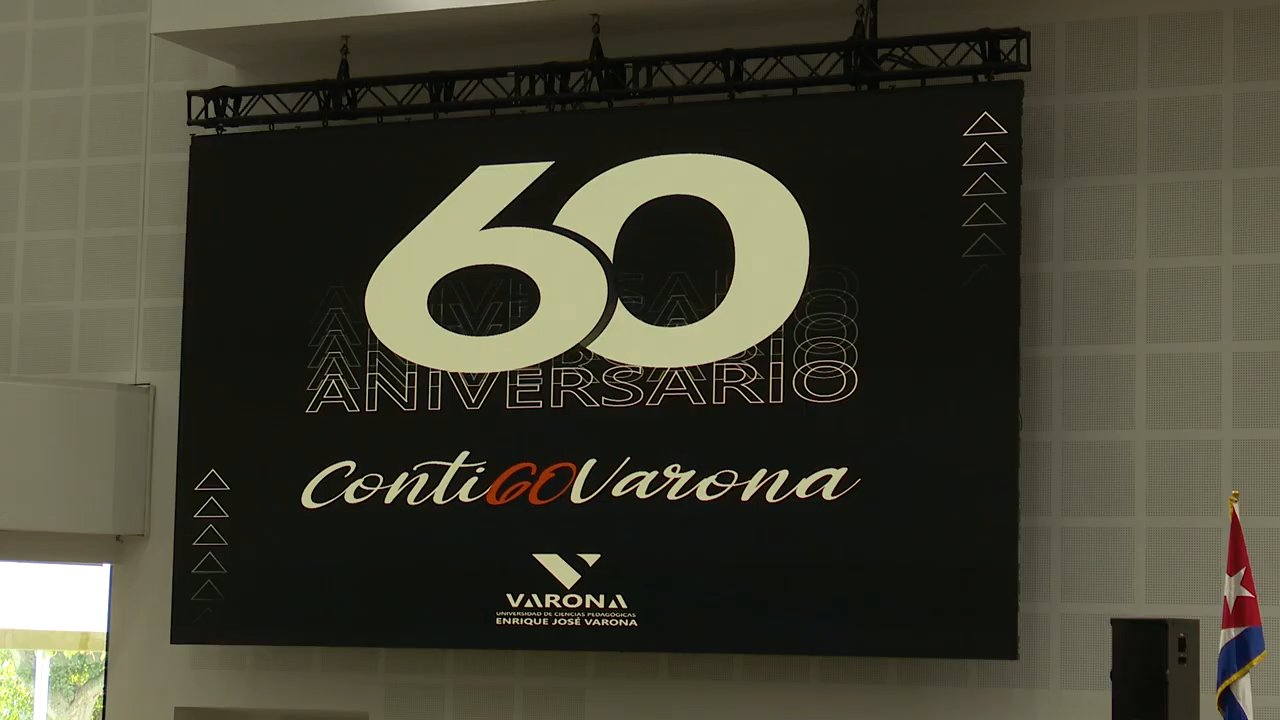 60
ANIVERSARIO
Conti60Varona
VARONA
UNIVERSIDAD DE CIENCIAS PEDAGÓGICAS
ENRIQUE JOSÉ VARONA